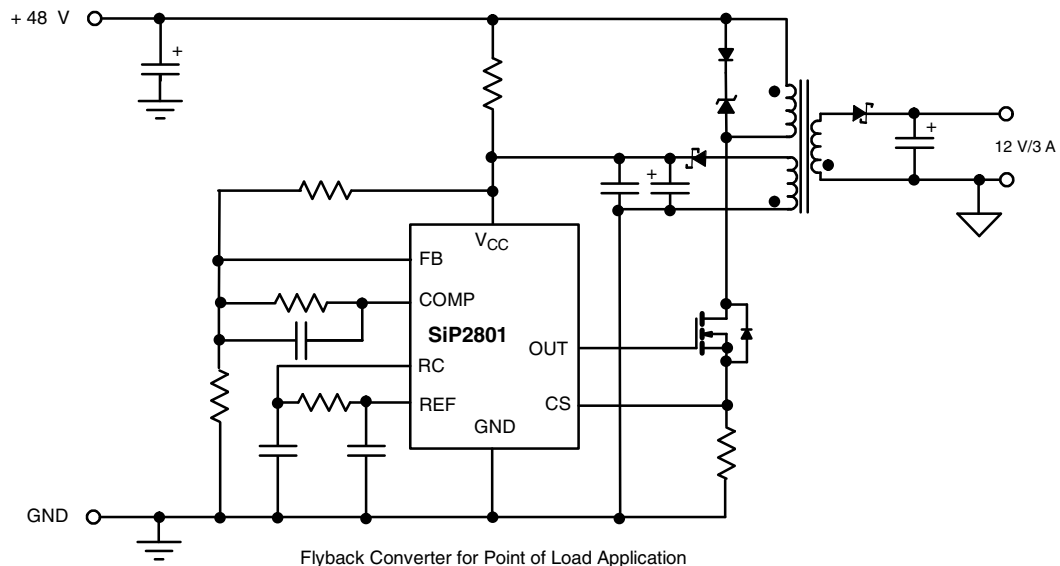 + 48 V
+
+
+
12 V/3 A
VCC
FB
COMP
SiP2801
OUT
RC
REF
CS
GND
GND
Flyback Converter for Point of Load Application